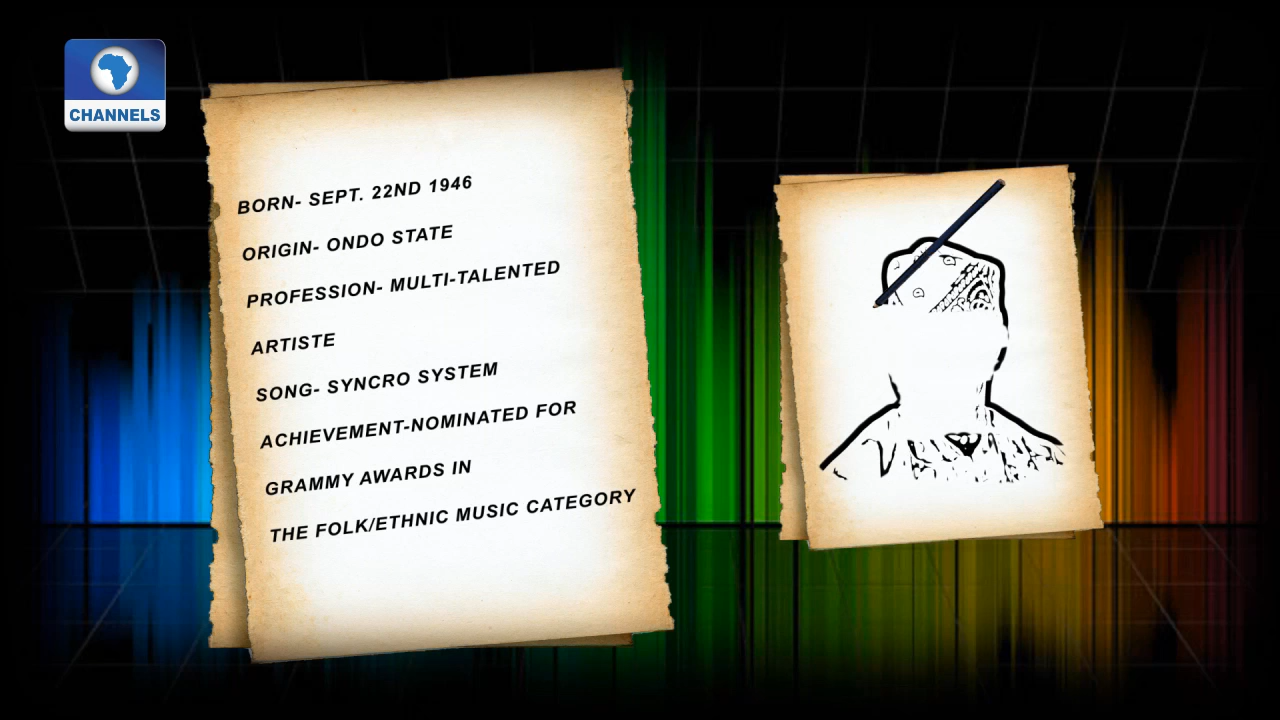 CHANNELS
BORN- SEPT. 22ND 1946
ORIGIN- ONDO STATE
PROFESSION- MULTI-TALENTED
ARTISTE
SONG- SYNCRO SYSTEM
ACHIEVEMENT-NOMINATED FOR
GRAMMY AWARDS IN
THE FOLK/ETHNIC MUSIC CATEGORY